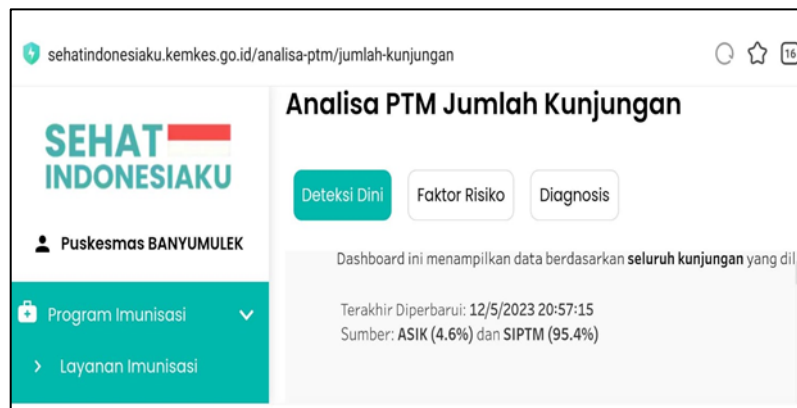 sehatindonesiaku.kemkes.go.id/analisa-ptm/jumlah-kunjungan
16
SEHAT
INDONESIAKU
Puskesmas BANYUMULEK
Program Imunisasi
Layanan Imunisasi
Analisa PTM Jumlah Kunjungan
Deteksi Dini Faktor Risiko Diagnosis
Dashboard ini menampilkan data berdasarkan seluruh kunjungan yang dil
Terakhir Diperbarui: 12/5/2023 20:57:15
Sumber: ASIK (4.6%) dan SIPTM (95.4%)